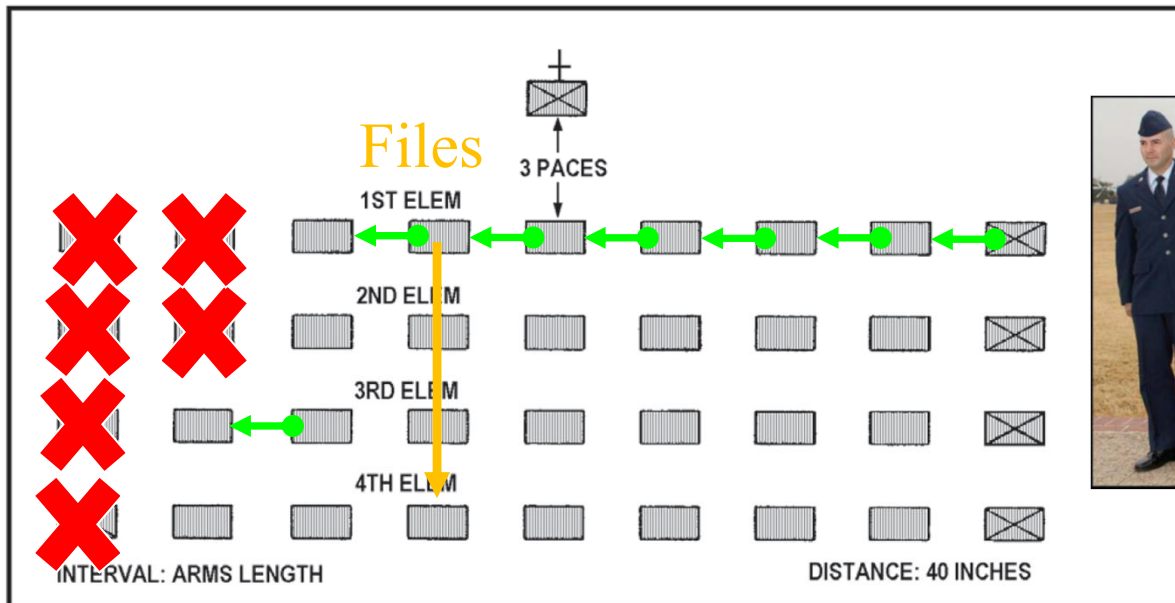 Files
3 PACES
1ST ELEM
2ND ELEM
3RD ELEM
4TH ELEM
INTERVAL: ARMS LENGTH
DISTANCE: 40 INCHES